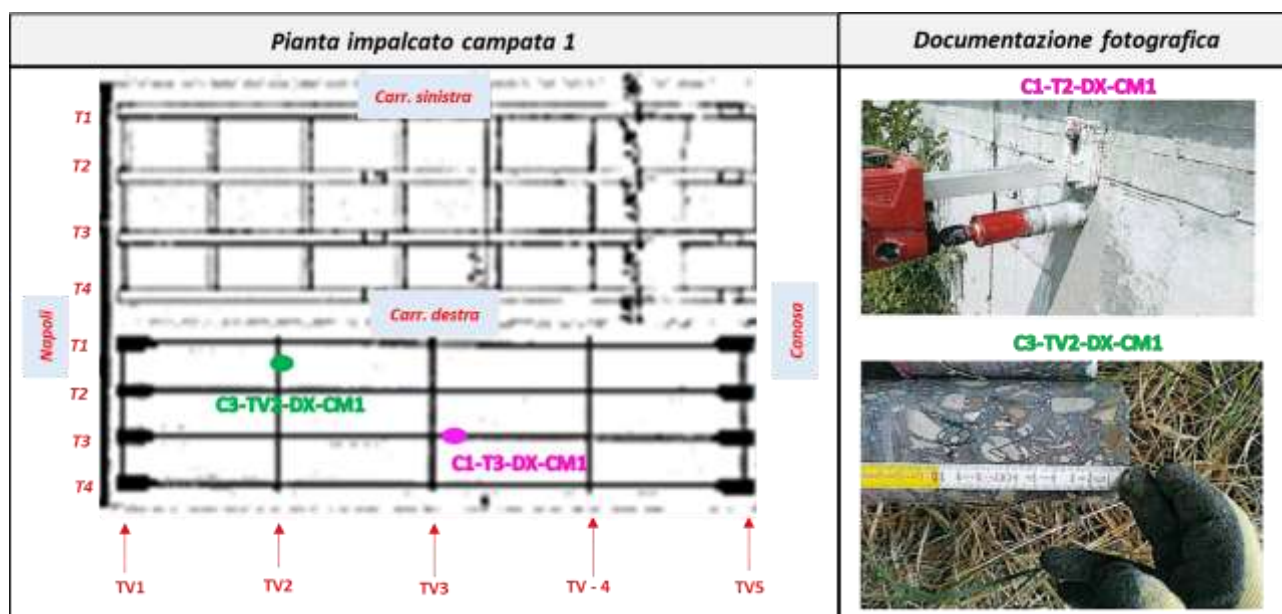 Pianta impalcato campata 1
Documentazione fotografica
Carr. sinistra
T1
T2
T3
T4
Napoli
Canosa
Carr. destra
T1
T2
T3
T4
C3-TV2-DX-CM1
C1-T3-DX-CM1
TV1
TV2
TV3
TV - 4
TV5
C1-T2-DX-CM1
C3-TV2-DX-CM1